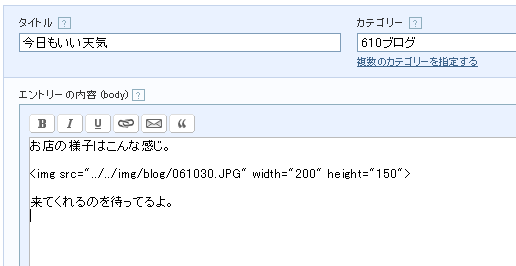 タイトル ?
カテゴリー ?
今日もいい天気
610ブログ
複数のカテゴリーを指定する
エントリーの内容 (body) ?
B I U “
お店の様子はこんな感じ。
<img src="../../img/blog/061030.JPG" width="200" height="150">
来てくれるのを待ってるよ。